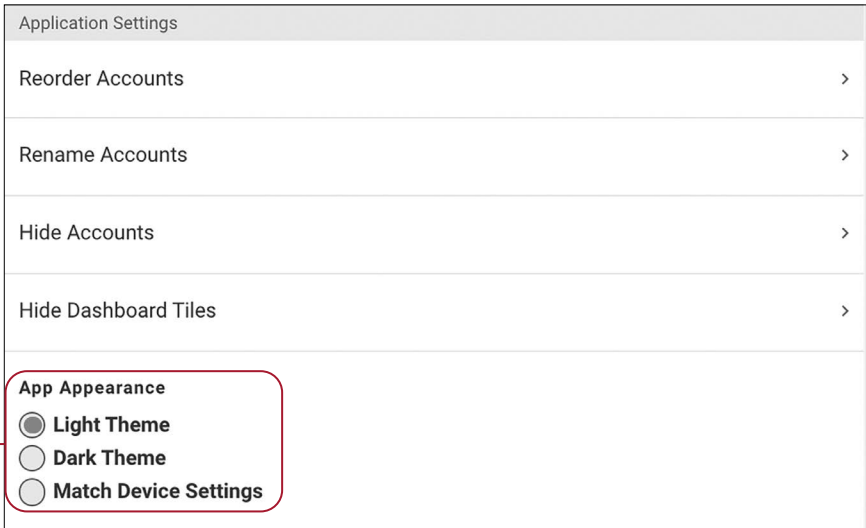 Application Settings
Reorder Accounts
Rename Accounts
Hide Accounts
Hide Dashboard Tiles
App Appearance
Light Theme
Dark Theme
Match Device Settings